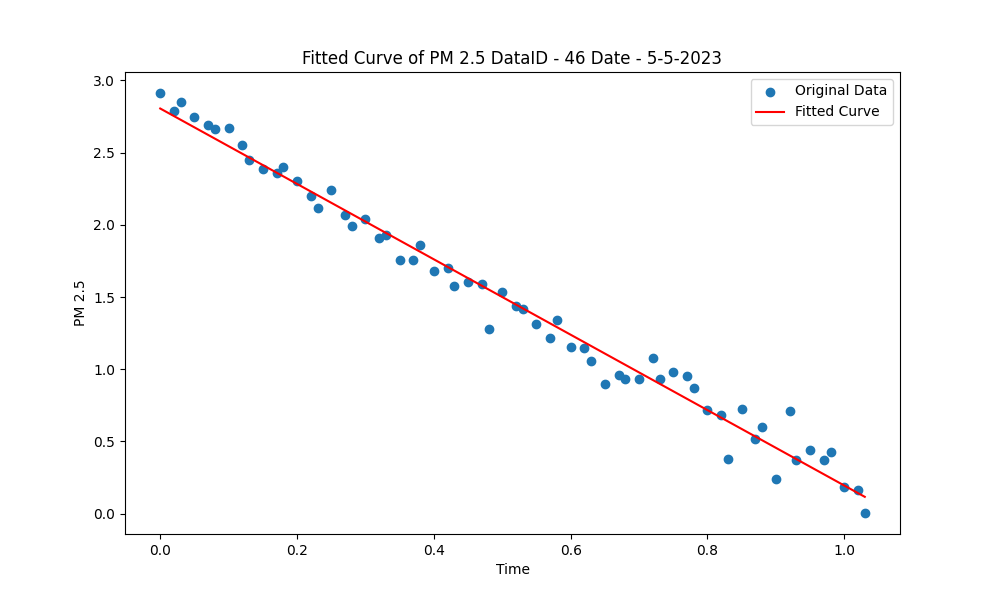 Fitted Curve of PM 2.5 DataID - 46 Date - 5-5-2023
Original Data
Fitted Curve
3.0
2.5
2.0
1.5
1.0
0.5
0.0
PM 2.5
0.0 0.2 0.4 0.6 0.8 1.0
Time